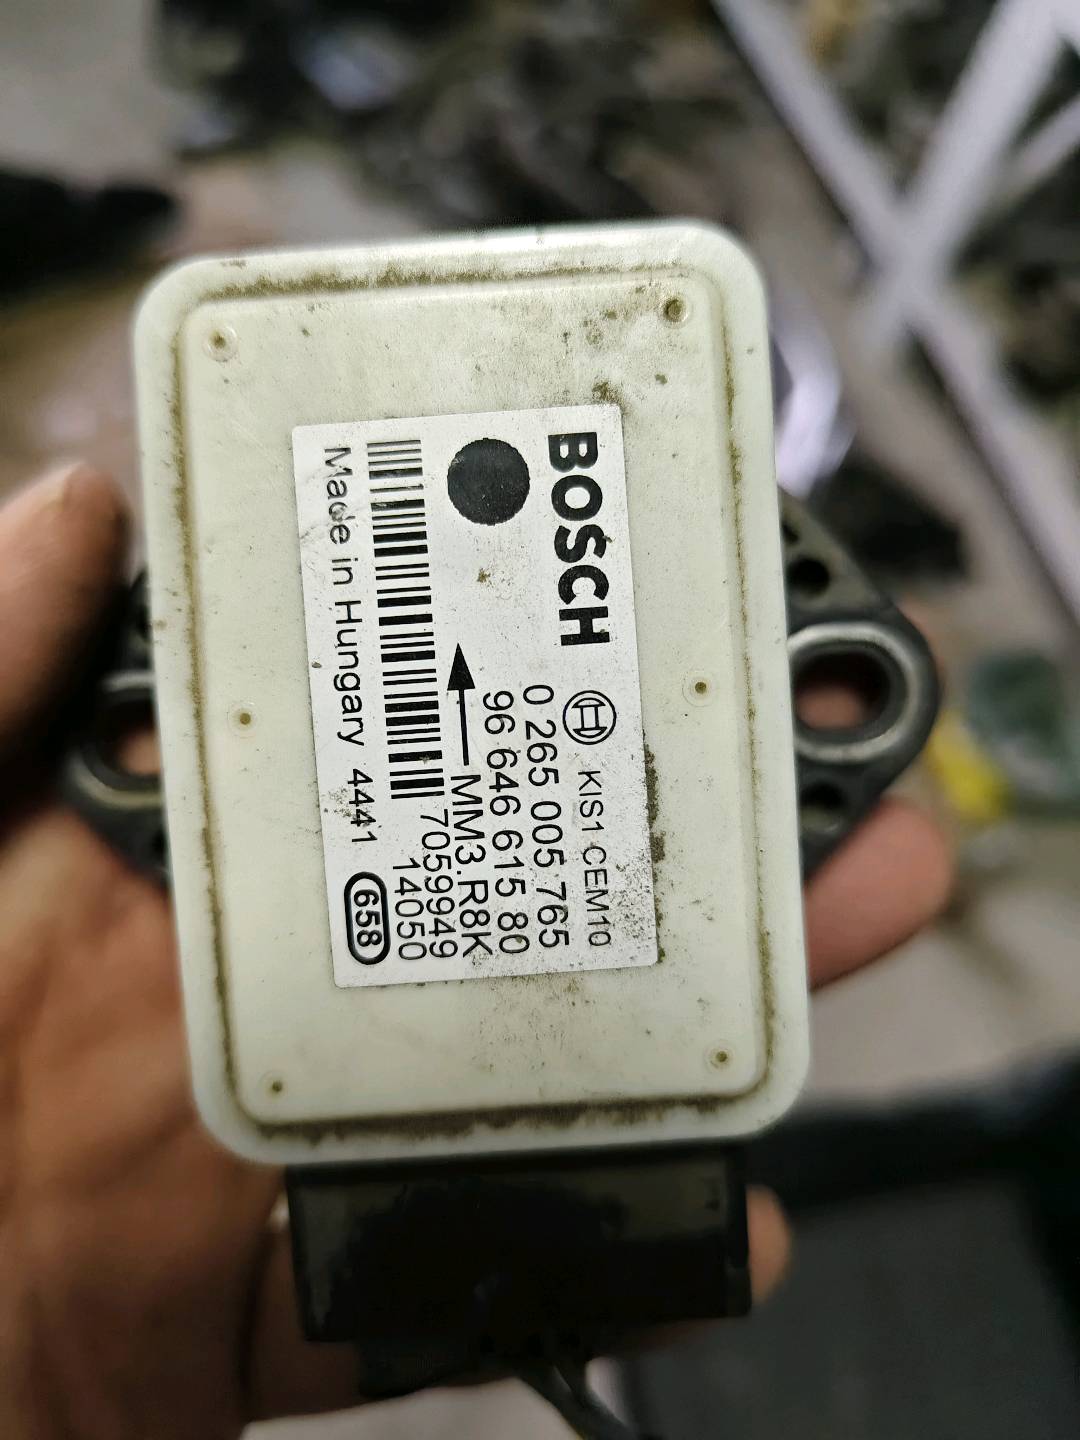 BOSCH
KIS1 CEM10
0 265 005 765
96 646 615 80
MM3.R8K
7059949
14050
Made in Hungary 4441 658